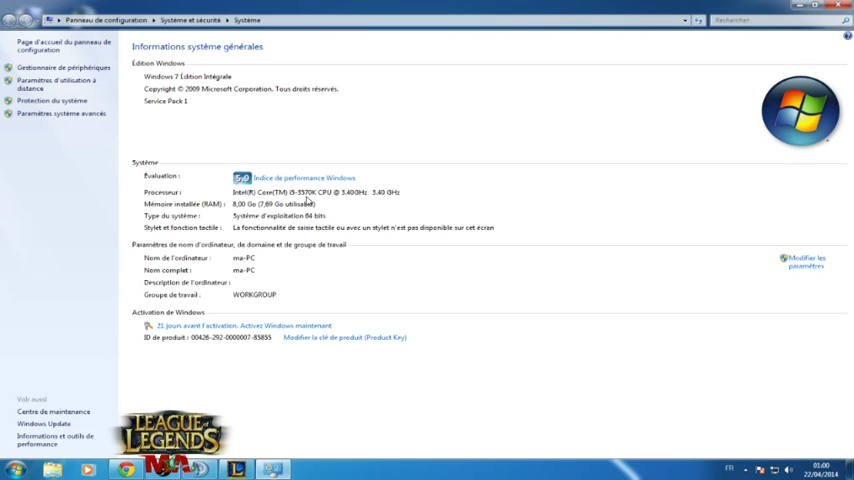 Panneau de configuration
Système et sécurité
Système
Rechercher
Page d'accueil du panneau de
configuration
Gestionnaire de périphériques
Paramètres d'utilisation à
distance
Protection du système
Paramètres système avancés
Informations système générales
Édition Windows
Windows 7 Édition Intégrale
Copyright © 2009 Microsoft Corporation. Tous droits réservés.
Service Pack 1
Système
Évaluation : 5,0 Indice de performance Windows
Processeur : Intel(R) Core(TM) i5-3570K CPU @ 3.40GHz 3.40 GHz
Mémoire installée (RAM) : 8,00 Go (7,69 Go utilisable)
Type du système : Système d'exploitation 64 bits
Stylet et fonction tactile : La fonctionnalité de saisie tactile ou avec un stylet n'est pas disponible sur cet écran
Paramètres de nom d'ordinateur, de domaine et de groupe de travail
Nom de l'ordinateur : ma-PC
Modifier les
paramètres
Nom complet : ma-PC
Description de l'ordinateur :
Groupe de travail : WORKGROUP
Activation de Windows
21 jours avant l'activation. Activez Windows maintenant
ID de produit : 00426-292-0000007-85855 Modifier la clé de produit (Product Key)
Voir aussi
Centre de maintenance
Windows Update
Informations et outils de
performance
LEAGUE of
LEGENDS
FR
01:00
22/04/2014